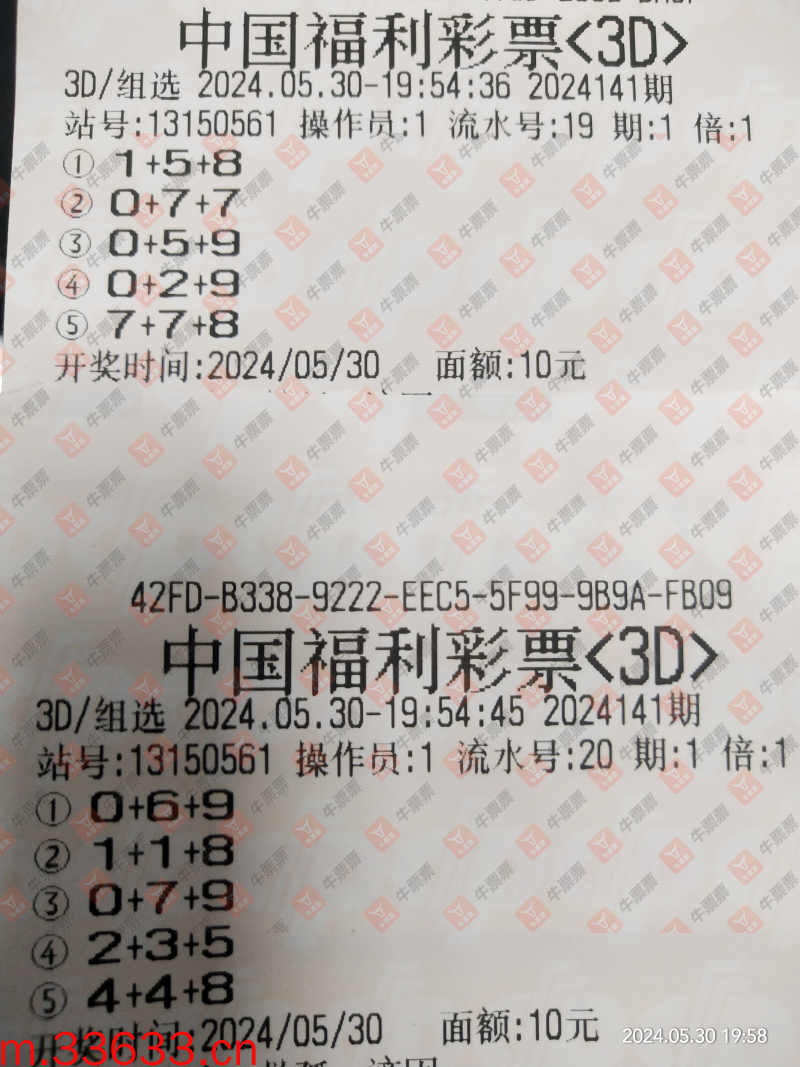 中国福利彩票<3D>
3D/组选 2024.05.30-19:54:36 2024141期
站号:13150561 操作员:1 流水号:19 期:1 倍:1
① 1+5+8
② 0+7+7
③ 0+5+9
④ 0+2+9
⑤ 7+7+8
开奖时间:2024/05/30 面额:10元
42FD-B338-9222-EEC5-5F99-9B9A-FB09
中国福利彩票<3D>
3D/组选 2024.05.30-19:54:45 2024141期
站号:13150561 操作员:1 流水号:20 期:1 倍:1
① 0+6+9
② 1+1+8
③ 0+7+9
④ 2+3+5
⑤ 4+4+8
开奖时间:2024/05/30 面额:10元
2024.05.30 19:58
m.33633.cn
牛票票